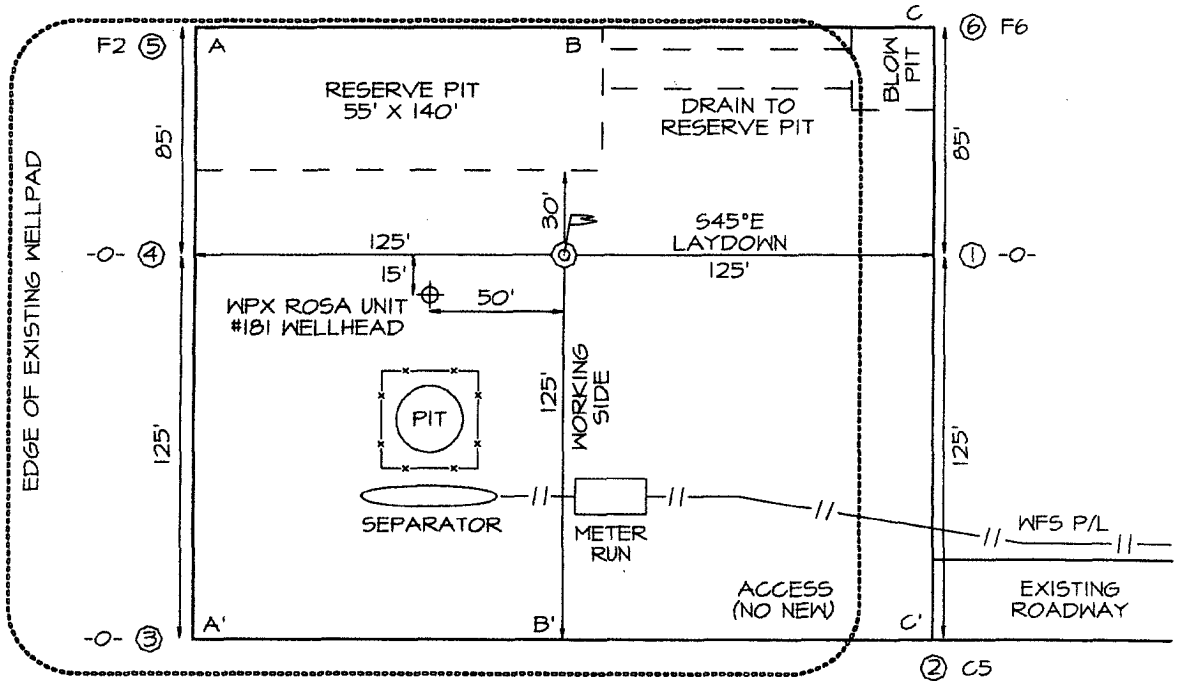 C
F2 ⑤
A
B
⑥ F6
RESERVE PIT
55' X 140'
BLOW
PIT
DRAIN TO
RESERVE PIT
85'
85'
EDGE OF EXISTING WELLPAD
30'
S45°E
LAYDOWN
-0- ④
125'
125'
① -0-
15'
50'
WPX ROSA UNIT
#181 WELLHEAD
125'
WORKING
SIDE
PIT
125'
125'
SEPARATOR
METER
RUN
WFS P/L
ACCESS
(NO NEW)
EXISTING
ROADWAY
-0- ③
A'
B'
C'
② C5